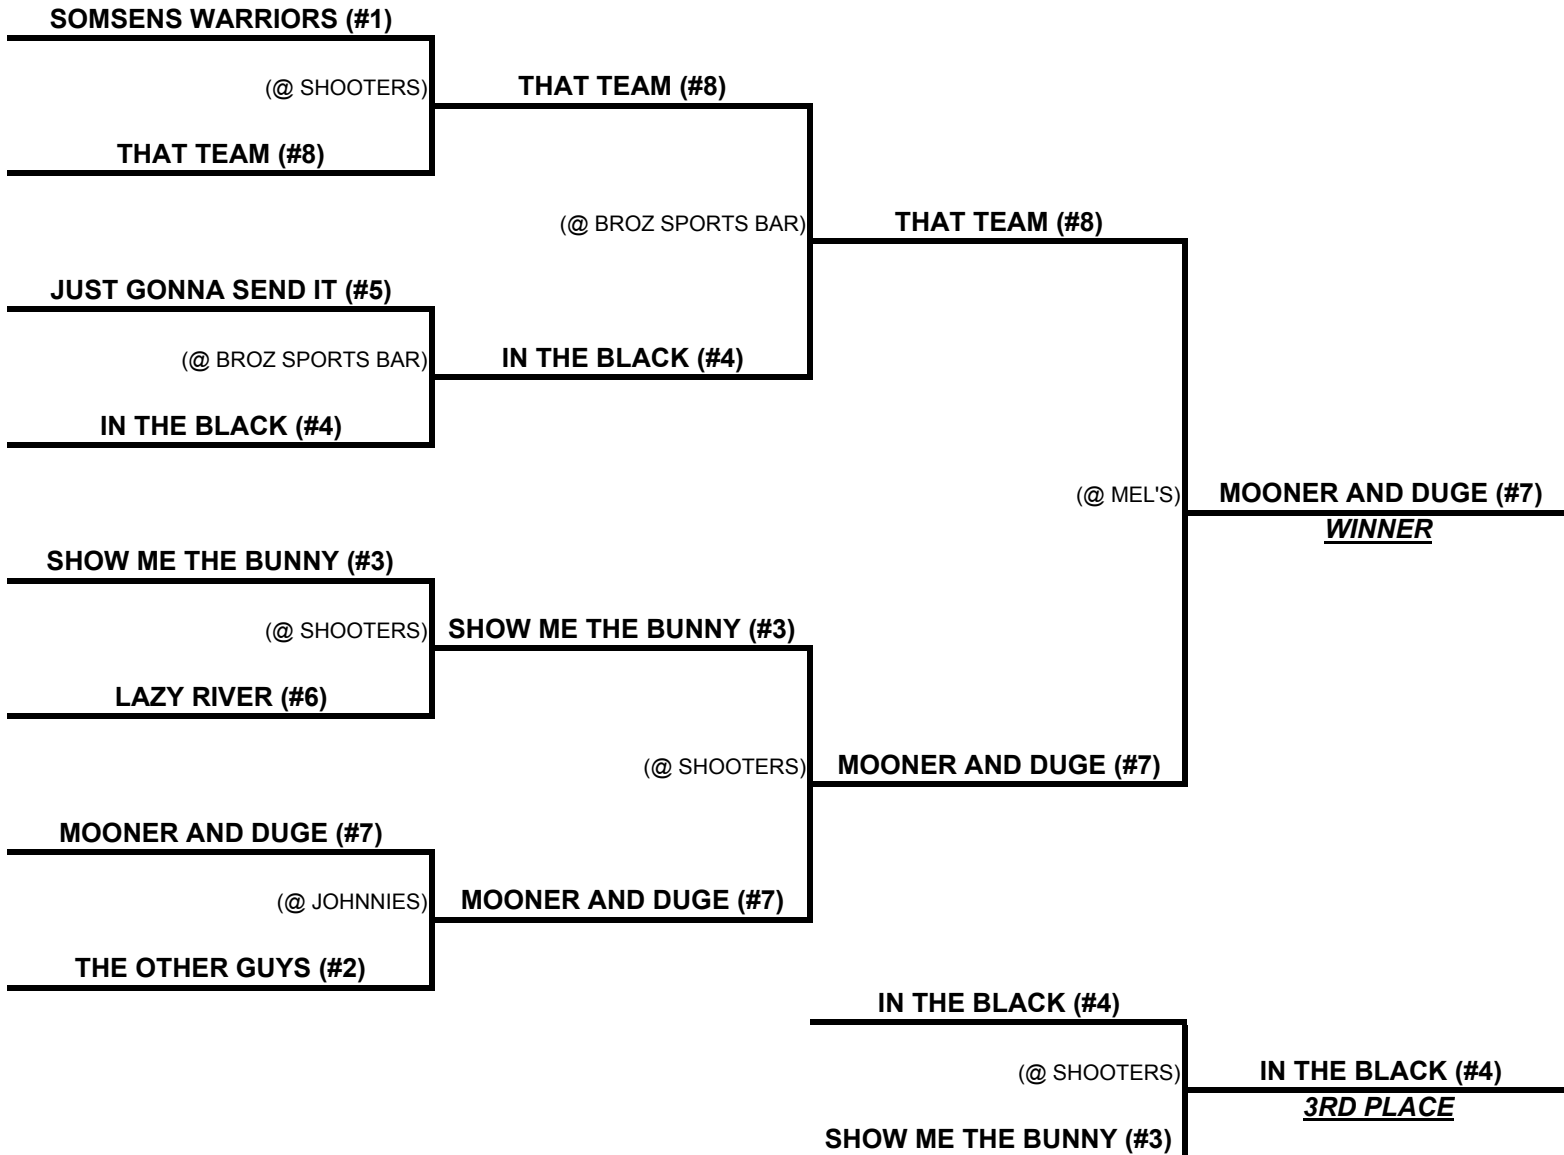 SOMSENS WARRIORS (#1)
(@ SHOOTERS)
THAT TEAM (#8)
THAT TEAM (#8)
(@ BROZ SPORTS BAR)
THAT TEAM (#8)
JUST GONNA SEND IT (#5)
(@ BROZ SPORTS BAR)
IN THE BLACK (#4)
IN THE BLACK (#4)
(@ MEL'S)
MOONER AND DUGE (#7)
WINNER
SHOW ME THE BUNNY (#3)
(@ SHOOTERS)
SHOW ME THE BUNNY (#3)
LAZY RIVER (#6)
(@ SHOOTERS)
MOONER AND DUGE (#7)
MOONER AND DUGE (#7)
(@ JOHNNIES)
MOONER AND DUGE (#7)
THE OTHER GUYS (#2)
IN THE BLACK (#4)
(@ SHOOTERS)
IN THE BLACK (#4)
3RD PLACE
SHOW ME THE BUNNY (#3)